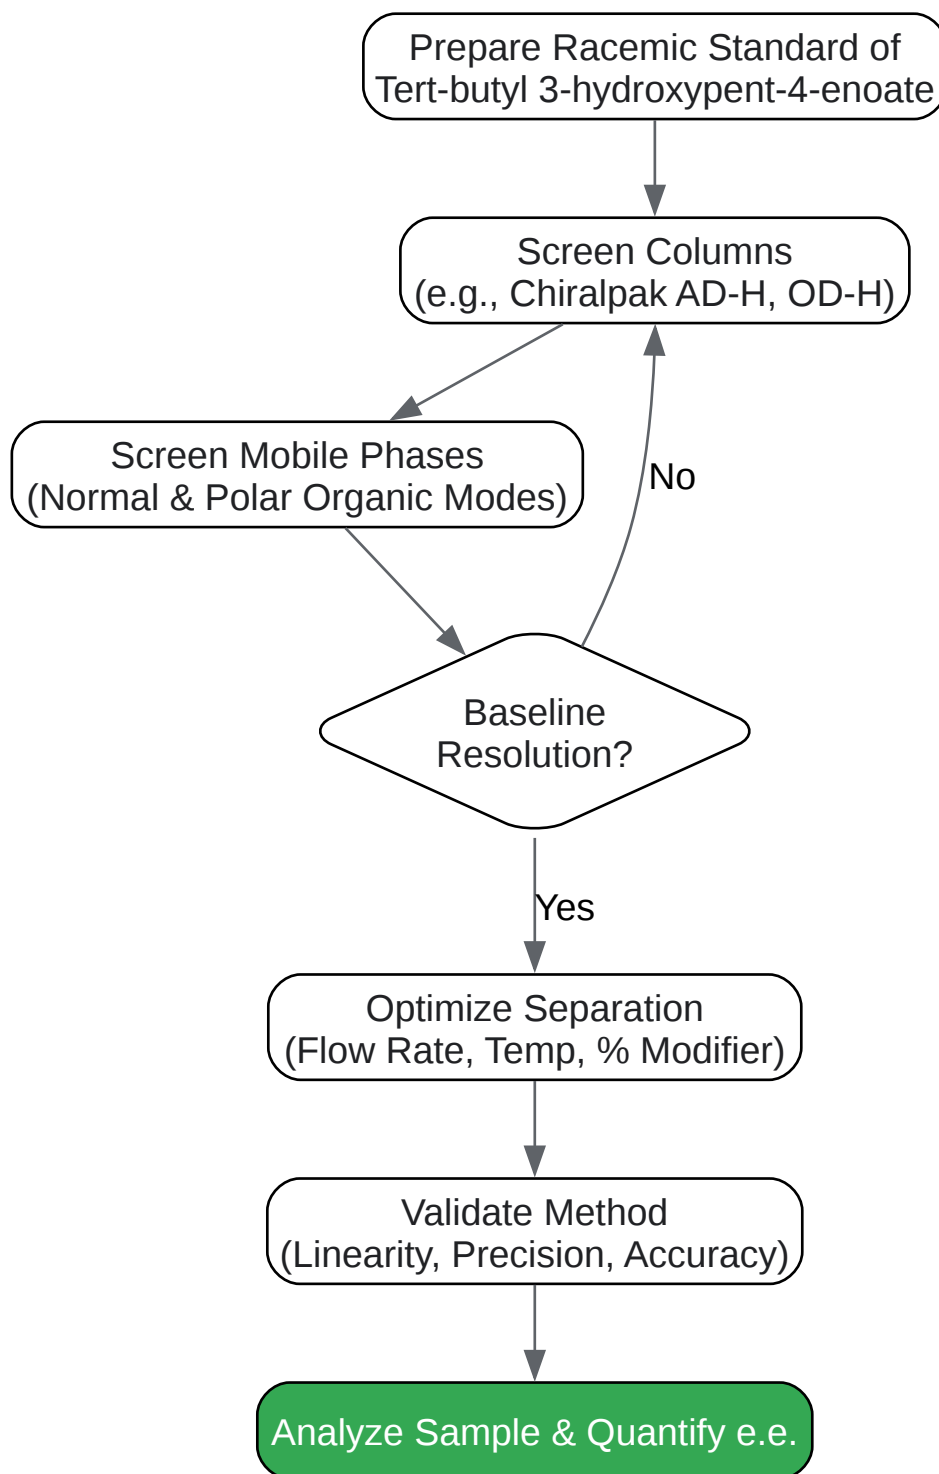 Prepare Racemic Standard of
Tert-butyl 3-hydroxypent-4-enoate
Screen Columns
(e.g., Chiralpak AD-H, OD-H)
Screen Mobile Phases
(Normal & Polar Organic Modes)
No
Baseline
Resolution?
Yes
Optimize Separation
(Flow Rate, Temp, % Modifier)
Validate Method
(Linearity, Precision, Accuracy)
Analyze Sample & Quantify e.e.